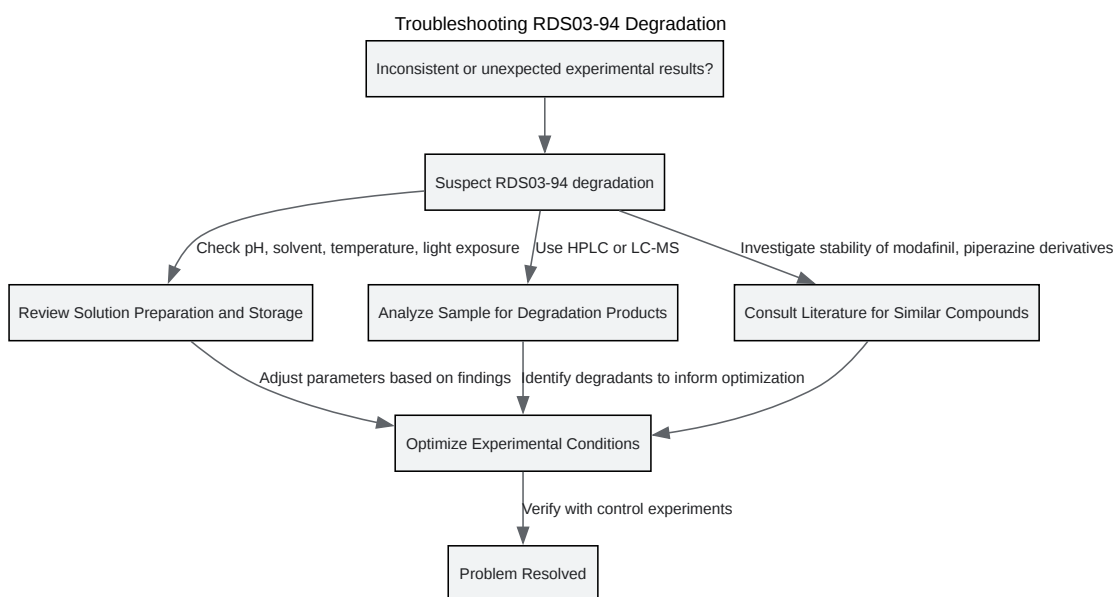 Troubleshooting RDS03-94 Degradation
Inconsistent or unexpected experimental results?
Suspect RDS03-94 degradation
Check pH, solvent, temperature, light exposure
Use HPLC or LC-MS
Investigate stability of modafinil, piperazine derivatives
Review Solution Preparation and Storage
Analyze Sample for Degradation Products
Consult Literature for Similar Compounds
Adjust parameters based on findings
Identify degradants to inform optimization
Optimize Experimental Conditions
Verify with control experiments
Problem Resolved